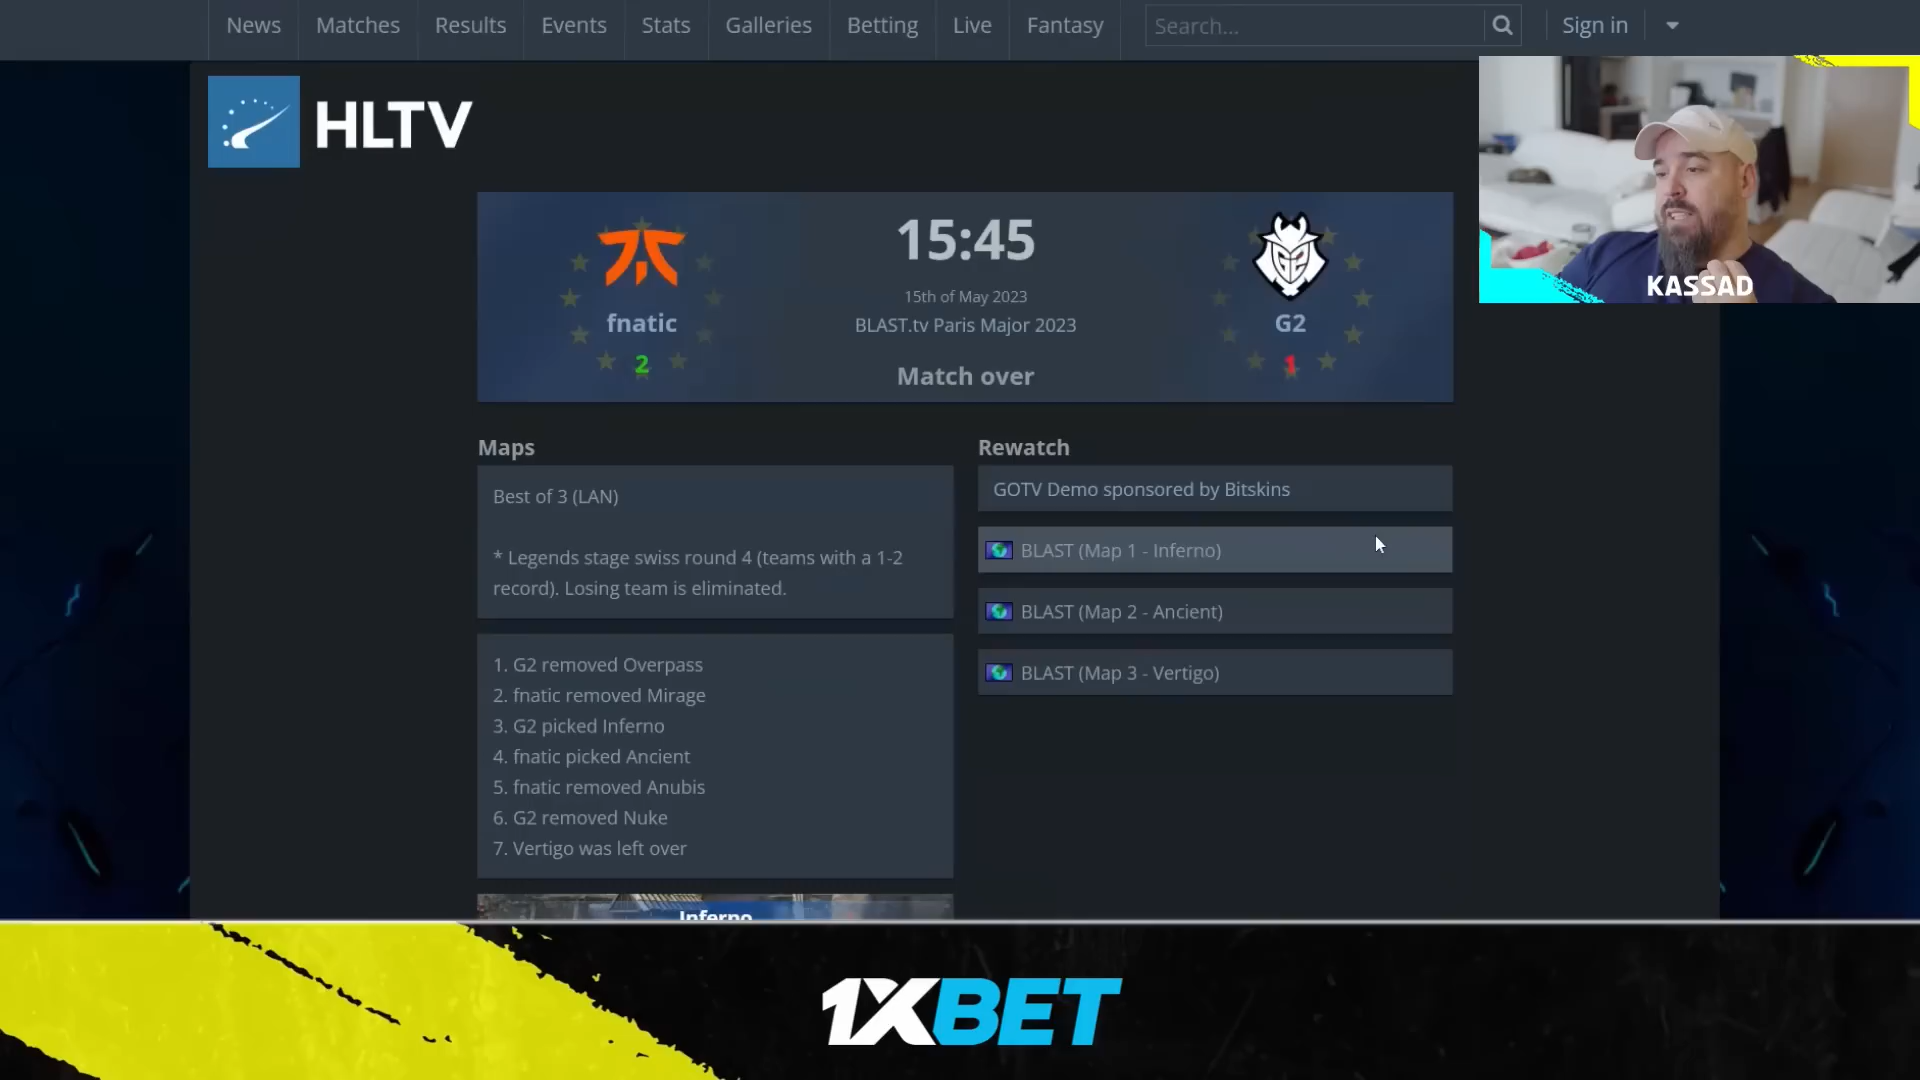 News
Matches
Results
Events
Stats
Galleries
Betting
Live
Fantasy
Search...
Sign in
HLTV
KASSAD
15:45
15th of May 2023
BLAST.tv Paris Major 2023
Match over
fnatic
2
G2
1
Maps
Best of 3 (LAN)
* Legends stage swiss round 4 (teams with a 1-2
record). Losing team is eliminated.
1. G2 removed Overpass
2. fnatic removed Mirage
3. G2 picked Inferno
4. fnatic picked Ancient
5. fnatic removed Anubis
6. G2 removed Nuke
7. Vertigo was left over
Inferno
Rewatch
GOTV Demo sponsored by Bitskins
BLAST (Map 1 - Inferno)
BLAST (Map 2 - Ancient)
BLAST (Map 3 - Vertigo)
1XBET